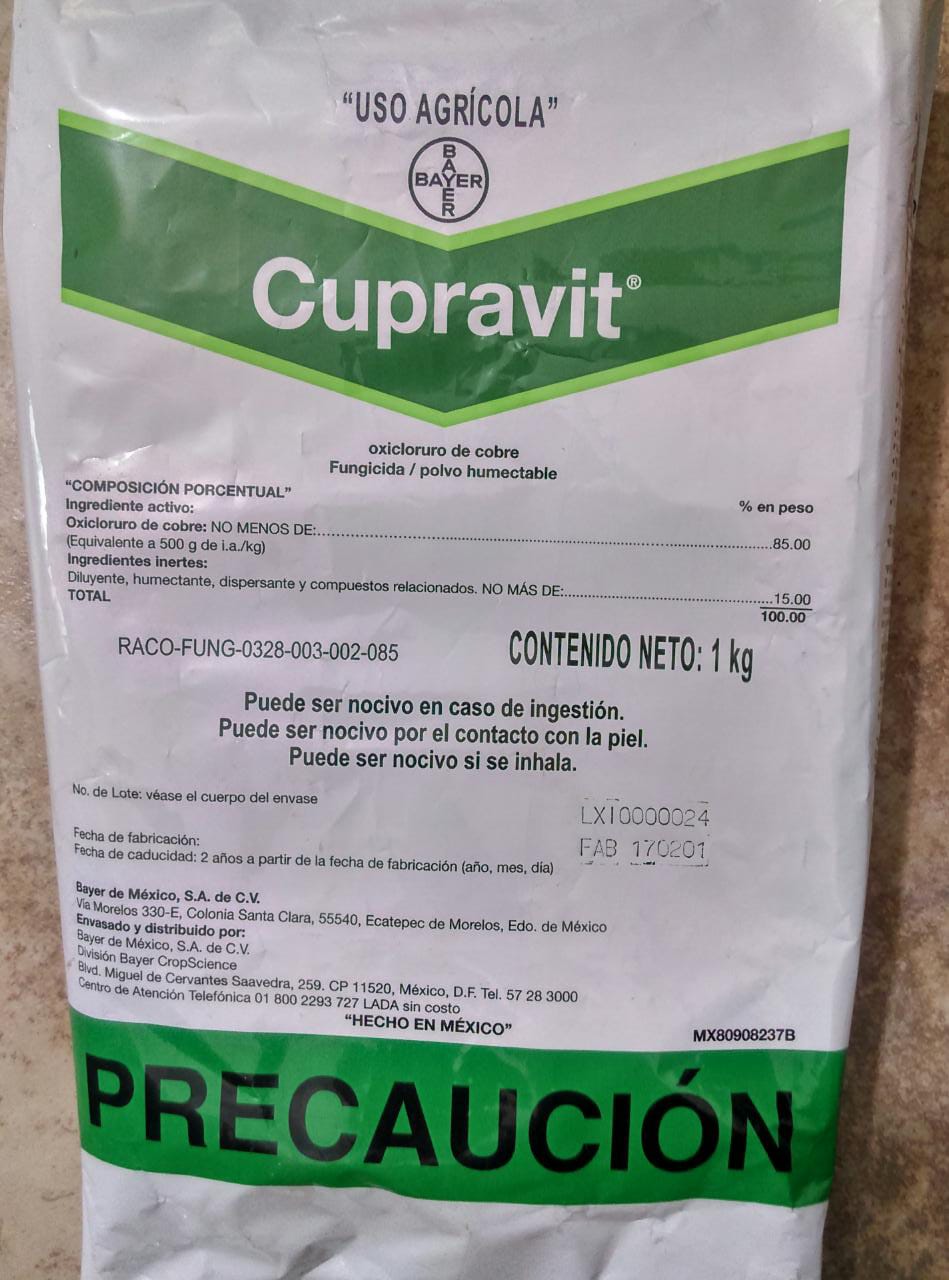 “USO AGRÍCOLA”
BAYER
BAYER
Cupravit®
oxicloruro de cobre
Fungicida / polvo humectable
“COMPOSICIÓN PORCENTUAL”
% en peso
Ingrediente activo:
Oxicloruro de cobre: NO MENOS DE:...............85.00
(Equivalente a 500 g de i.a./kg)
Ingredientes inertes:
Diluyente, humectante, dispersante y compuestos relacionados. NO MÁS DE:...............15.00
TOTAL 100.00
RACO-FUNG-0328-003-002-085
CONTENIDO NETO: 1 kg
Puede ser nocivo en caso de ingestión.
Puede ser nocivo por el contacto con la piel.
Puede ser nocivo si se inhala.
No. de Lote: véase el cuerpo del envase
LXI0000024
Fecha de fabricación:
FAB 170201
Fecha de caducidad: 2 años a partir de la fecha de fabricación (año, mes, día)
Bayer de México, S.A. de C.V.
Vía Morelos 330-E, Colonia Santa Clara, 55540, Ecatepec de Morelos, Edo. de México
Envasado y distribuido por:
Bayer de México, S.A. de C.V.
División Bayer CropScience
Blvd. Miguel de Cervantes Saavedra, 259. CP 11520, México, D.F. Tel. 57 28 3000
Centro de Atención Telefónica 01 800 2293 727 LADA sin costo
“HECHO EN MÉXICO”
MX80908237B
PRECAUCIÓN